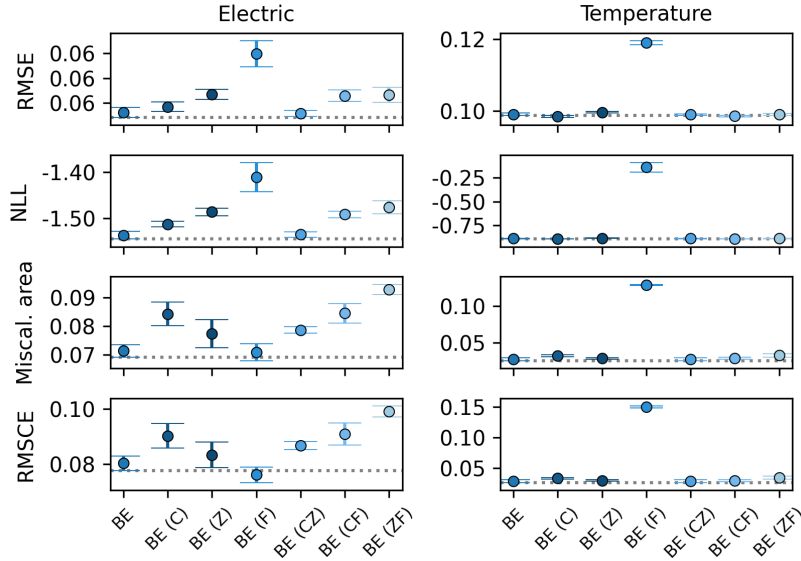 Electric
Temperature
RMSE
0.06
0.06
0.06
0.12
0.10
NLL
-1.40
-1.50
-0.25
-0.50
-0.75
Miscal. area
0.09
0.08
0.07
0.10
0.05
RMSCE
0.10
0.08
0.15
0.10
0.05
BE
BE (C)
BE (Z)
BE (F)
BE (CZ)
BE (CF)
BE (ZF)
BE
BE (C)
BE (Z)
BE (F)
BE (CZ)
BE (CF)
BE (ZF)